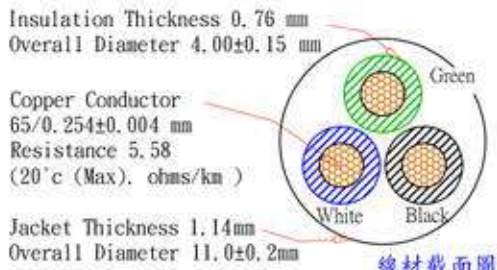 Insulation Thickness 0.76 mm
Overall Diameter 4.00±0.15 mm
Green
Copper Conductor
65/0.254±0.004 mm
Resistance 5.58
(20°c (Max). ohms/km )
White
Black
Jacket Thickness 1.14mm
Overall Diameter 11.0±0.2mm
線材截面圖